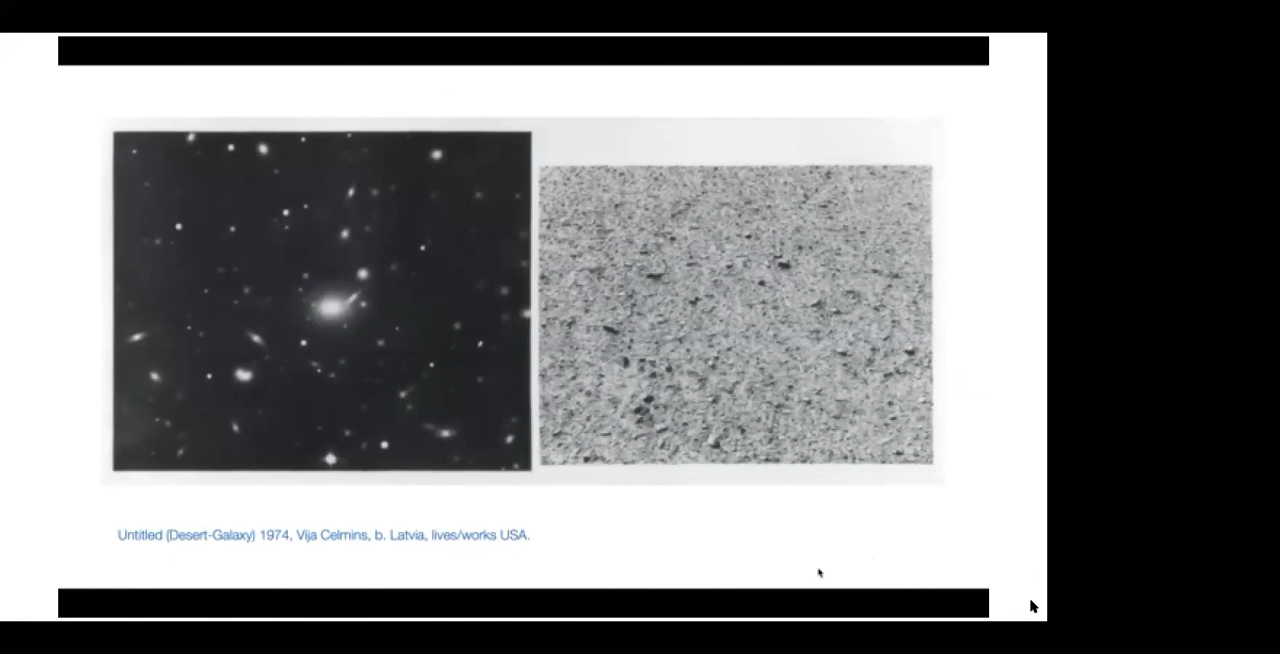 Untitled (Desert-Galaxy) 1974, Vija Celmins, b. Latvia, lives/works USA.